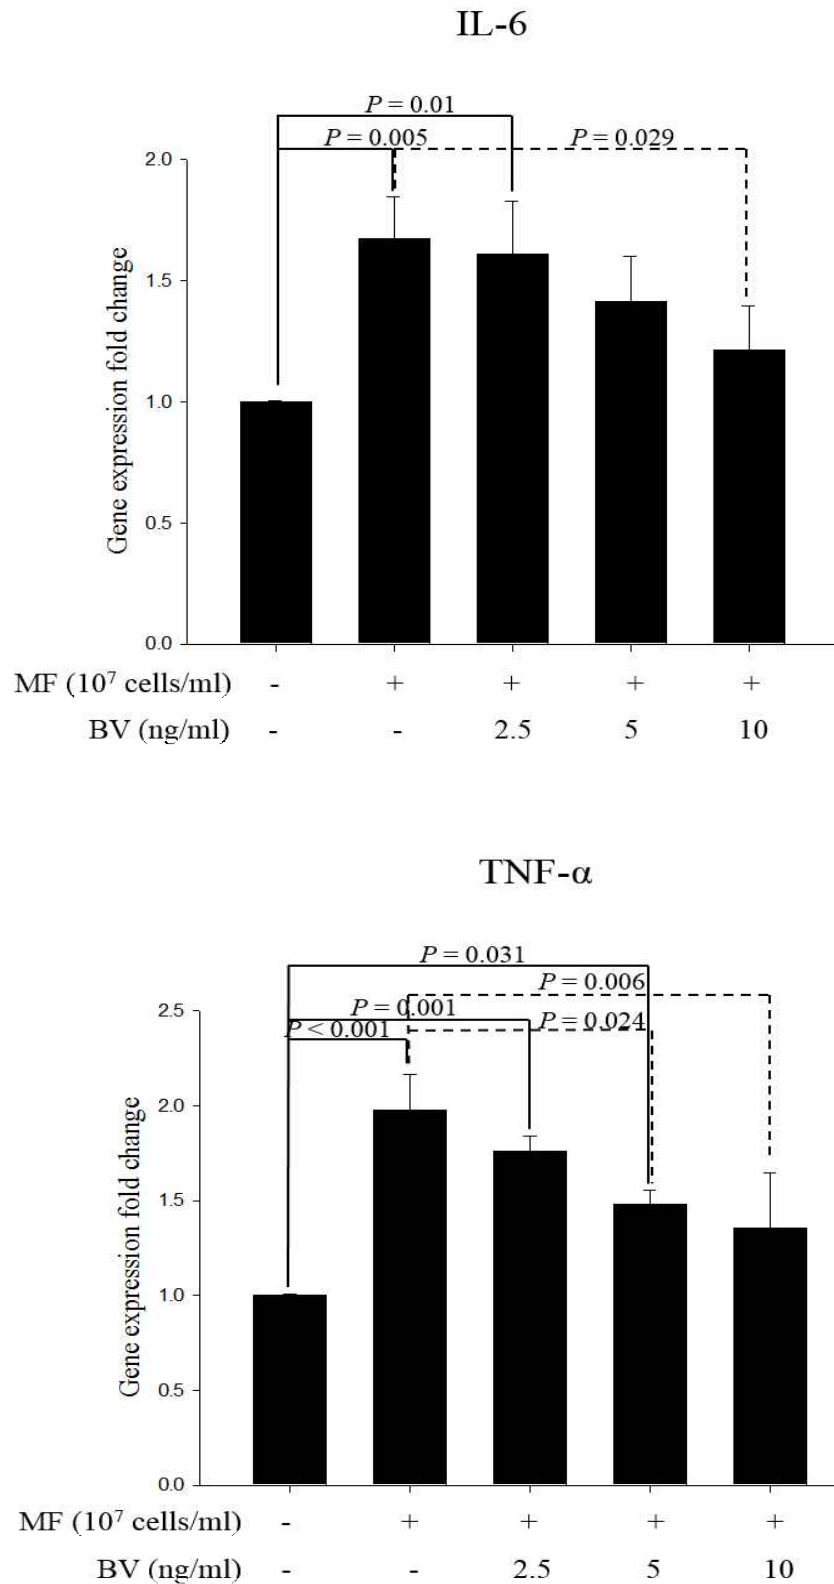 IL-6
P = 0.01
P = 0.005 P = 0.029
2.0
1.5
1.0
0.5
0.0
Gene expression fold change
MF (10⁷ cells/ml) - + + + +
BV (ng/ml) - - 2.5 5 10
TNF-α
P = 0.031
P = 0.006
P = 0.001
P < 0.001 P = 0.024
2.5
2.0
1.5
1.0
0.5
0.0
Gene expression fold change
MF (10⁷ cells/ml) - + + + +
BV (ng/ml) - - 2.5 5 10